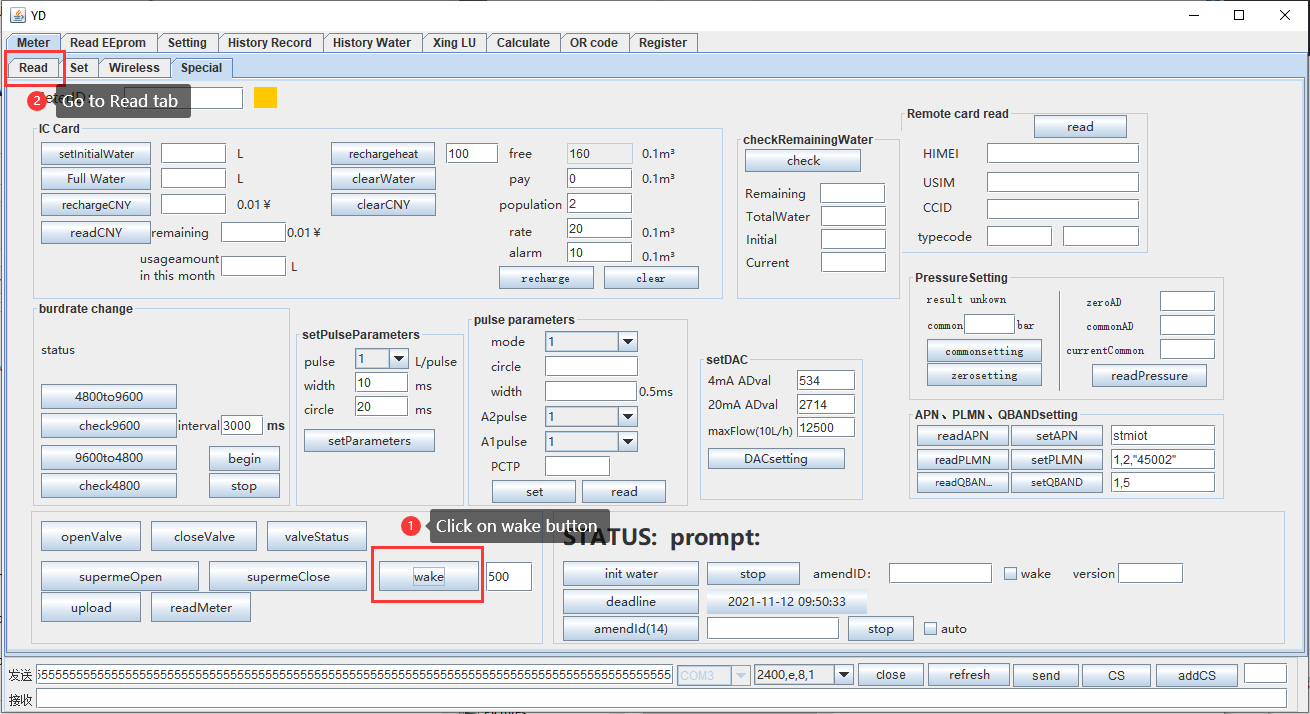 YD
Meter Read EEprom Setting History Record History Water Xing LU Calculate OR code Register
Read Set Wireless Special
2 Go to Read tab
IC Card
setInitialWater L
Full Water L
rechargeCNY 0.01 ¥
readCNY remaining 0.01 ¥
usageamount
in this month L
rechargeheat 100
clearWater
clearCNY
free 160 0.1m³
pay 0 0.1m³
population 2
rate 20 0.1m³
alarm 10 0.1m³
recharge clear
checkRemainingWater
check
Remaining
TotalWater
Initial
Current
Remote card read
read
HIMEI
USIM
CCID
typecode
burdrate change
status
4800to9600
check9600 interval 3000 ms
9600to4800 begin
check4800 stop
setPulseParameters
pulse 1 L/pulse
width 10 ms
circle 20 ms
setParameters
pulse parameters
mode 1
circle
width 0.5ms
A2pulse 1
A1pulse 1
PCTP
set read
setDAC
4mA ADval 534
20mA ADval 2714
maxFlow(10L/h) 12500
DACsetting
PressureSetting
result unkown
common bar
commonsetting
zerosetting
zeroAD
commonAD
currentCommon
readPressure
APN、PLMN、QBANDsetting
readAPN setAPN stmiot
readPLMN setPLMN 1,2,"45002"
readQBAN... setQBAND 1,5
openValve closeValve valveStatus
1 Click on wake button
supermeOpen supermeClose wake 500
upload readMeter
STATUS: prompt:
init water stop amendID: wake version
deadline 2021-11-12 09:50:33
amendId(14) stop auto
发送 COM3 2400,e,8,1 close refresh send CS addCS
接收